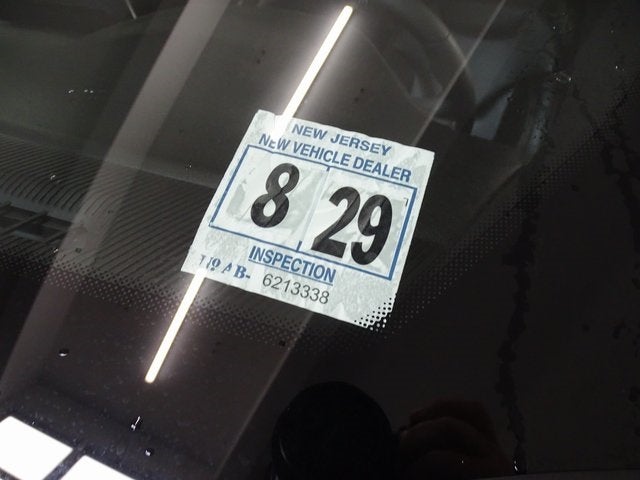 NEW JERSEY
NEW VEHICLE DEALER
8 29
INSPECTION
6213338